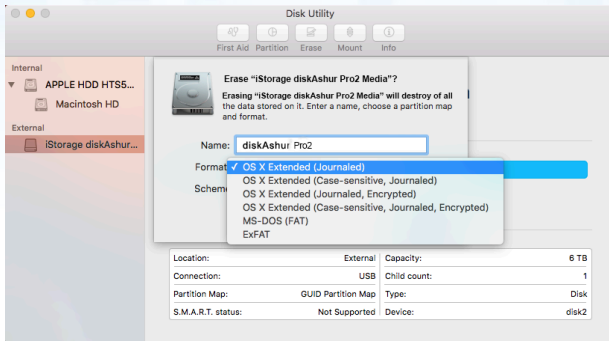 Disk Utility
First Aid Partition Erase Mount Info
Internal
APPLE HDD HTS5...
Macintosh HD
External
iStorage diskAshur...
Erase “iStorage diskAshur Pro2 Media”?
Erasing “iStorage diskAshur Pro2 Media” will destroy of all
the data stored on it. Enter a name, choose a partition map
and format.
Name: diskAshur Pro2
Format
✓ OS X Extended (Journaled)
OS X Extended (Case-sensitive, Journaled)
Schem
OS X Extended (Journaled, Encrypted)
OS X Extended (Case-sensitive, Journaled, Encrypted)
MS-DOS (FAT)
ExFAT
Location: External Capacity: 6 TB
Connection: USB Child count: 1
Partition Map: GUID Partition Map Type: Disk
S.M.A.R.T. status: Not Supported Device: disk2